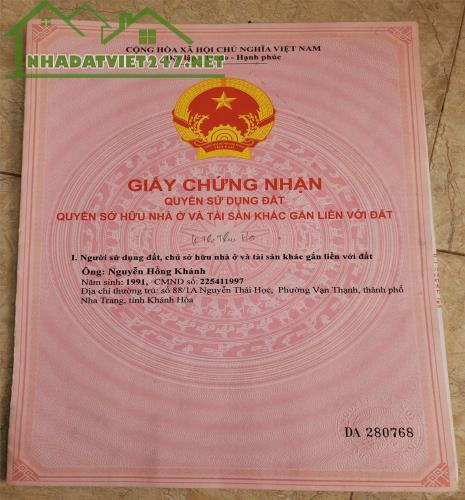 CỘNG HÒA XÃ HỘI CHỦ NGHĨA VIỆT NAM
- Hạnh phúc
NHADATVIET247.NET
GIẤY CHỨNG NHẬN
QUYỀN SỬ DỤNG ĐẤT
QUYỀN SỞ HỮU NHÀ Ở VÀ TÀI SẢN KHÁC GẮN LIỀN VỚI ĐẤT
I. Người sử dụng đất, chủ sở hữu nhà ở và tài sản khác gắn liền với đất
Ông: Nguyễn Hồng Khánh
Năm sinh: 1991, CMND số: 225411997
Địa chỉ thường trú: số 88/1A Nguyễn Thái Học, Phường Vạn Thạnh, thành phố
Nha Trang, tỉnh Khánh Hòa
DA 280768